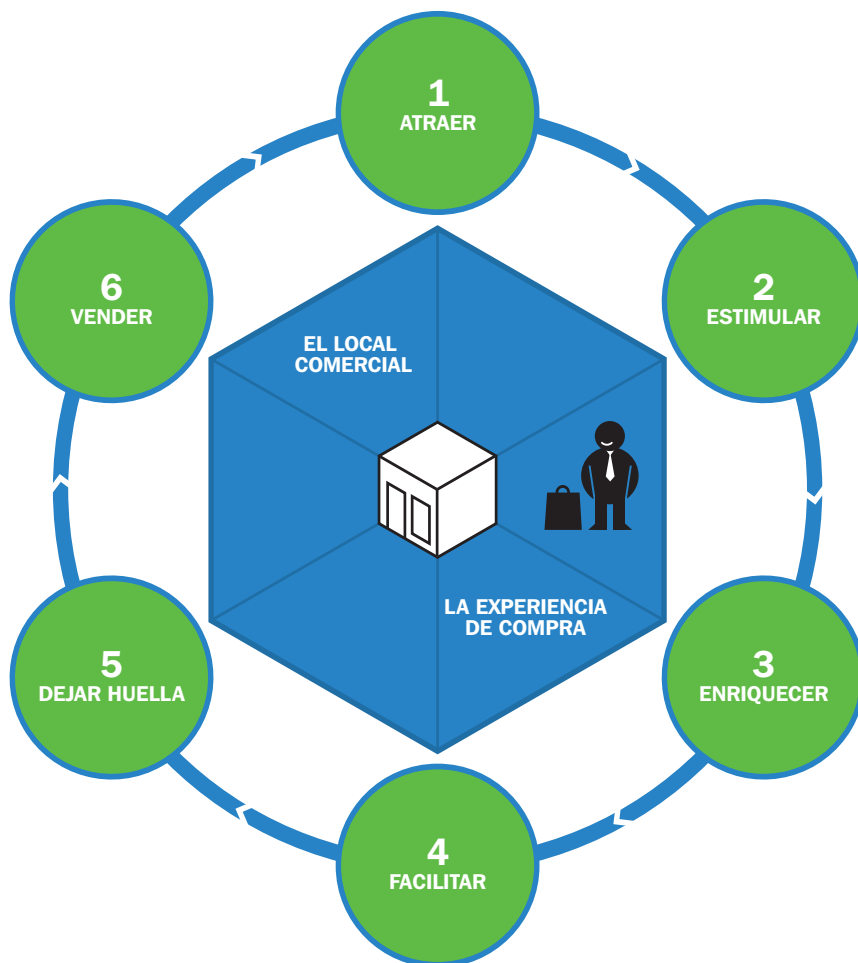 1
ATRAER
2
ESTIMULAR
3
ENRIQUECER
4
FACILITAR
5
DEJAR HUELLA
6
VENDER
EL LOCAL
COMERCIAL
LA EXPERIENCIA
DE COMPRA